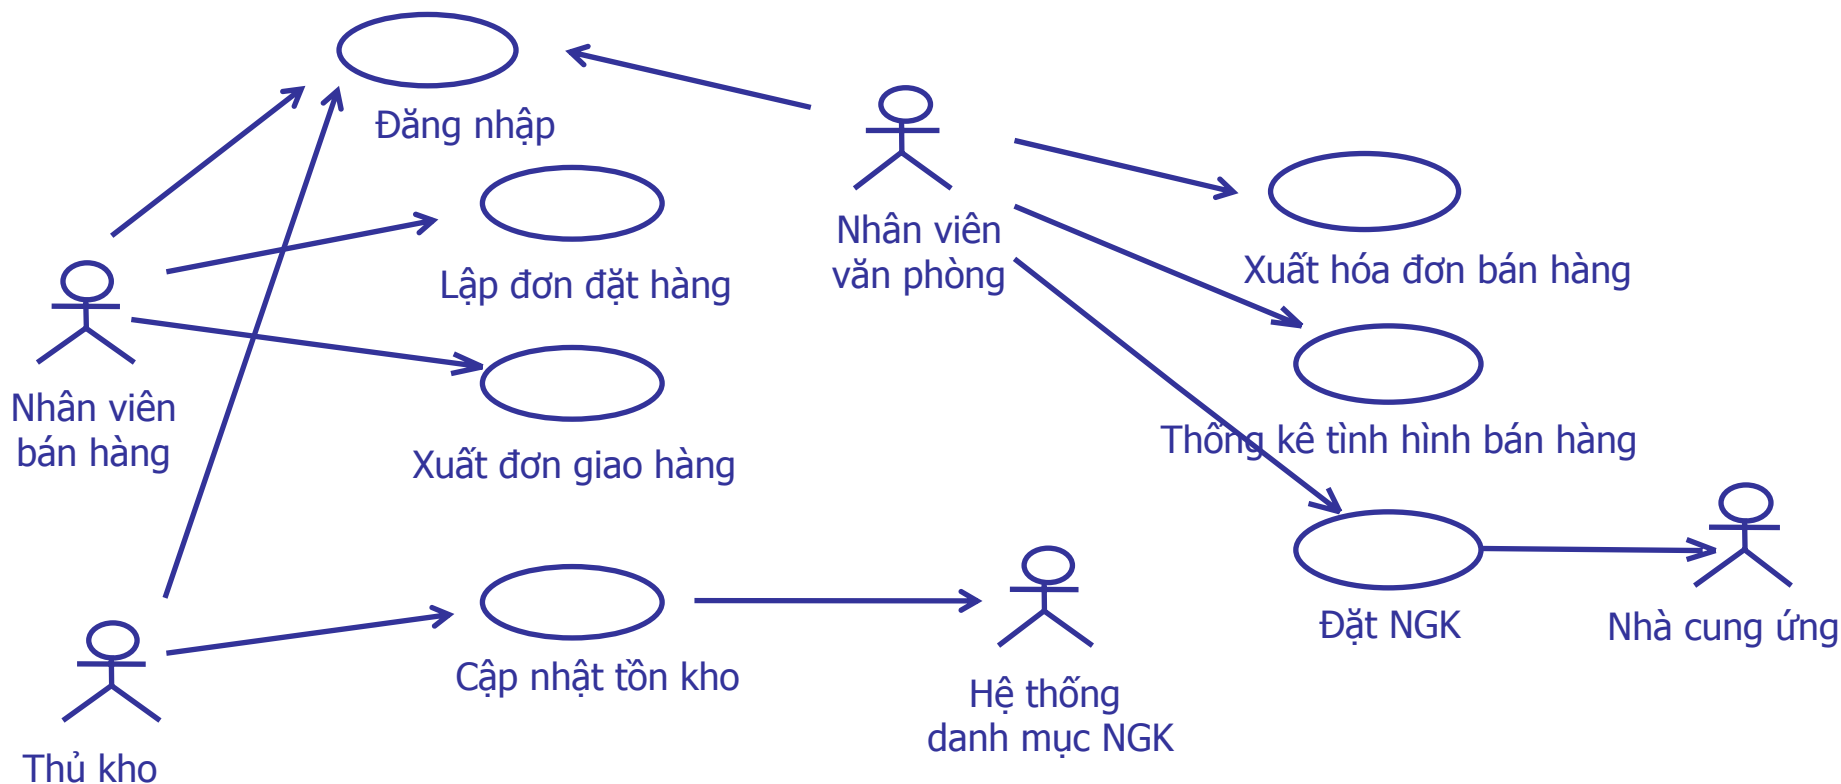 Đăng nhập
Lập đơn đặt hàng
Nhân viên
văn phòng
Xuất hóa đơn bán hàng
Nhân viên
bán hàng
Xuất đơn giao hàng
Thống kê tình hình bán hàng
Cập nhật tồn kho
Hệ thống
danh mục NGK
Đặt NGK
Nhà cung ứng
Thủ kho